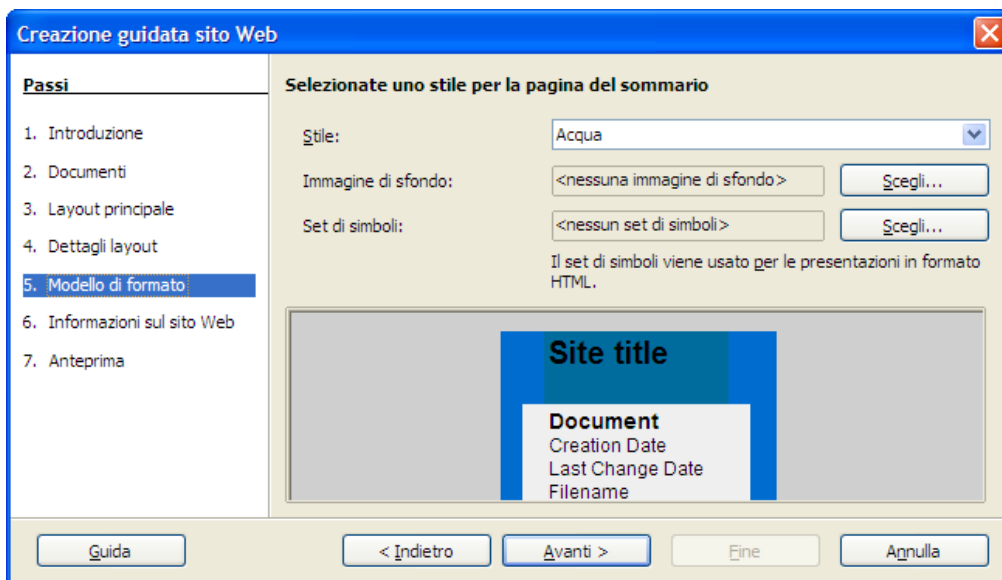 Creazione guidata sito Web
Passi
1. Introduzione
2. Documenti
3. Layout principale
4. Dettagli layout
5. Modello di formato
6. Informazioni sul sito Web
7. Anteprima
Selezionate uno stile per la pagina del sommario
Stile:
Acqua
Immagine di sfondo:
<nessuna immagine di sfondo>
Scegli...
Set di simboli:
<nessun set di simboli>
Scegli...
Il set di simboli viene usato per le presentazioni in formato
HTML.
Site title
Document
Creation Date
Last Change Date
Filename
Guida
< Indietro
Avanti >
Fine
Annulla